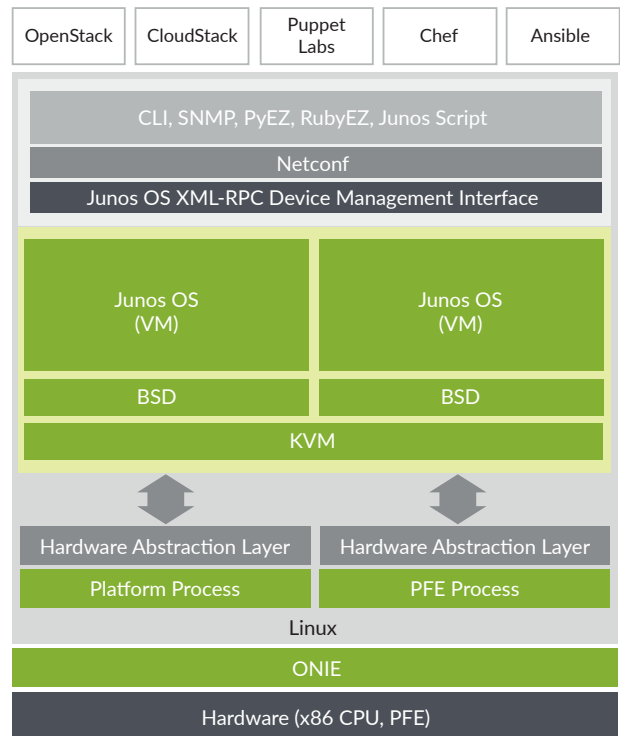 OpenStack
CloudStack
Puppet
Labs
Chef
Ansible
CLI, SNMP, PyEZ, RubyEZ, Junos Script
Netconf
Junos OS XML-RPC Device Management Interface
Junos OS
(VM)
Junos OS
(VM)
BSD
BSD
KVM
Hardware Abstraction Layer
Hardware Abstraction Layer
Platform Process
PFE Process
Linux
ONIE
Hardware (x86 CPU, PFE)